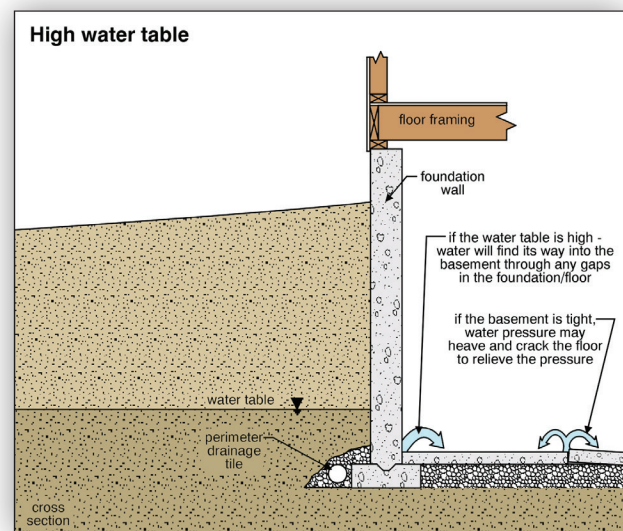 High water table
floor framing
foundation
wall
if the water table is high -
water will find its way into the
basement through any gaps
in the foundation/floor
if the basement is tight,
water pressure may
heave and crack the floor
to relieve the pressure
water table
perimeter
drainage
tile
cross
section